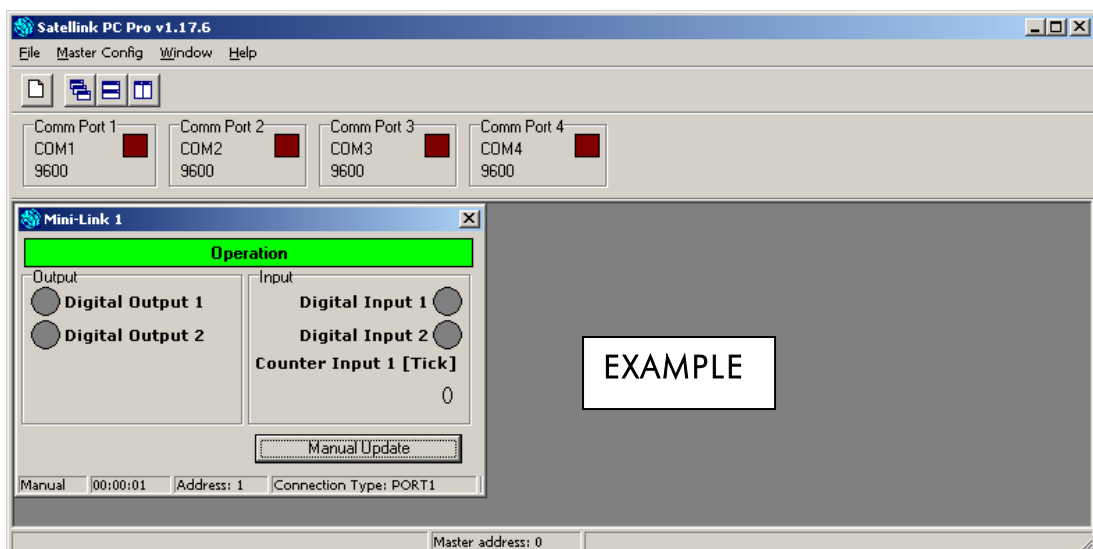 Satellink PC Pro v1.17.6
File Master Config Window Help
Comm Port 1 Comm Port 2 Comm Port 3 Comm Port 4
COM1 COM2 COM3 COM4
9600 9600 9600 9600
Mini-Link 1
Operation
Output Input
Digital Output 1 Digital Input 1
Digital Output 2 Digital Input 2
Counter Input 1 [Tick]
0
EXAMPLE
Manual Update
Manual 00:00:01 Address: 1 Connection Type: PORT1
Master address: 0